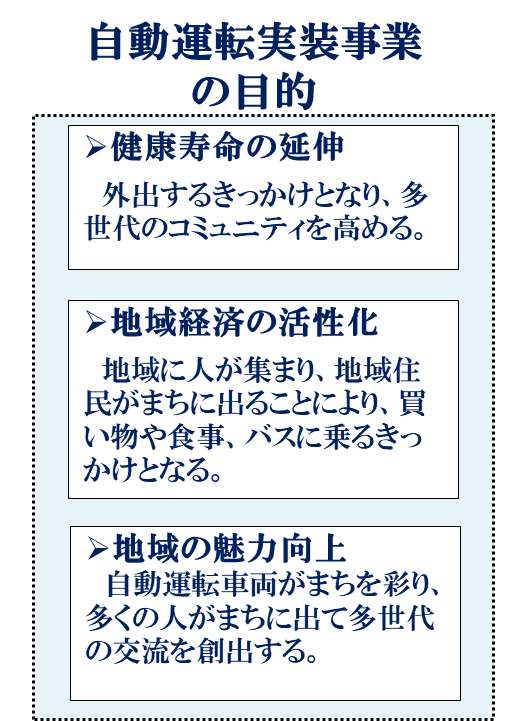 自動運転実装事業
の目的
➢健康寿命の延伸
外出するきっかけとなり、多
世代のコミュニティを高める。
➢地域経済の活性化
地域に人が集まり、地域住
民がまちに出ることにより、買
い物や食事、バスに乗るきっ
かけとなる。
➢地域の魅力向上
自動運転車両がまちを彩り、
多くの人がまちに出て多世代
の交流を創出する。